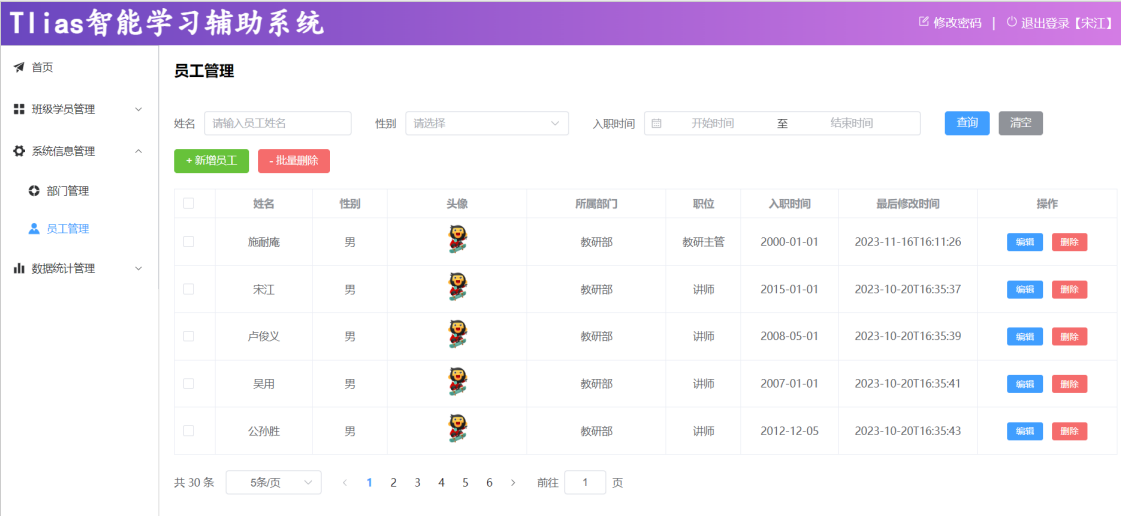 Tlias智能学习辅助系统 修改密码 | 退出登录【宋江】
首页
班级学员管理
系统信息管理
部门管理
员工管理
数据统计管理
员工管理
姓名 请输入员工姓名 性别 请选择 入职时间 开始时间 至 结束时间 查询 清空
+ 新增员工 - 批量删除
姓名 性别 头像 所属部门 职位 入职时间 最后修改时间 操作
施耐庵 男 教研部 教研主管 2000-01-01 2023-11-16T16:11:26 编辑 删除
宋江 男 教研部 讲师 2015-01-01 2023-10-20T16:35:37 编辑 删除
卢俊义 男 教研部 讲师 2008-05-01 2023-10-20T16:35:39 编辑 删除
吴用 男 教研部 讲师 2007-01-01 2023-10-20T16:35:41 编辑 删除
公孙胜 男 教研部 讲师 2012-12-05 2023-10-20T16:35:43 编辑 删除
共 30 条 5条/页 1 2 3 4 5 6 前往 1 页